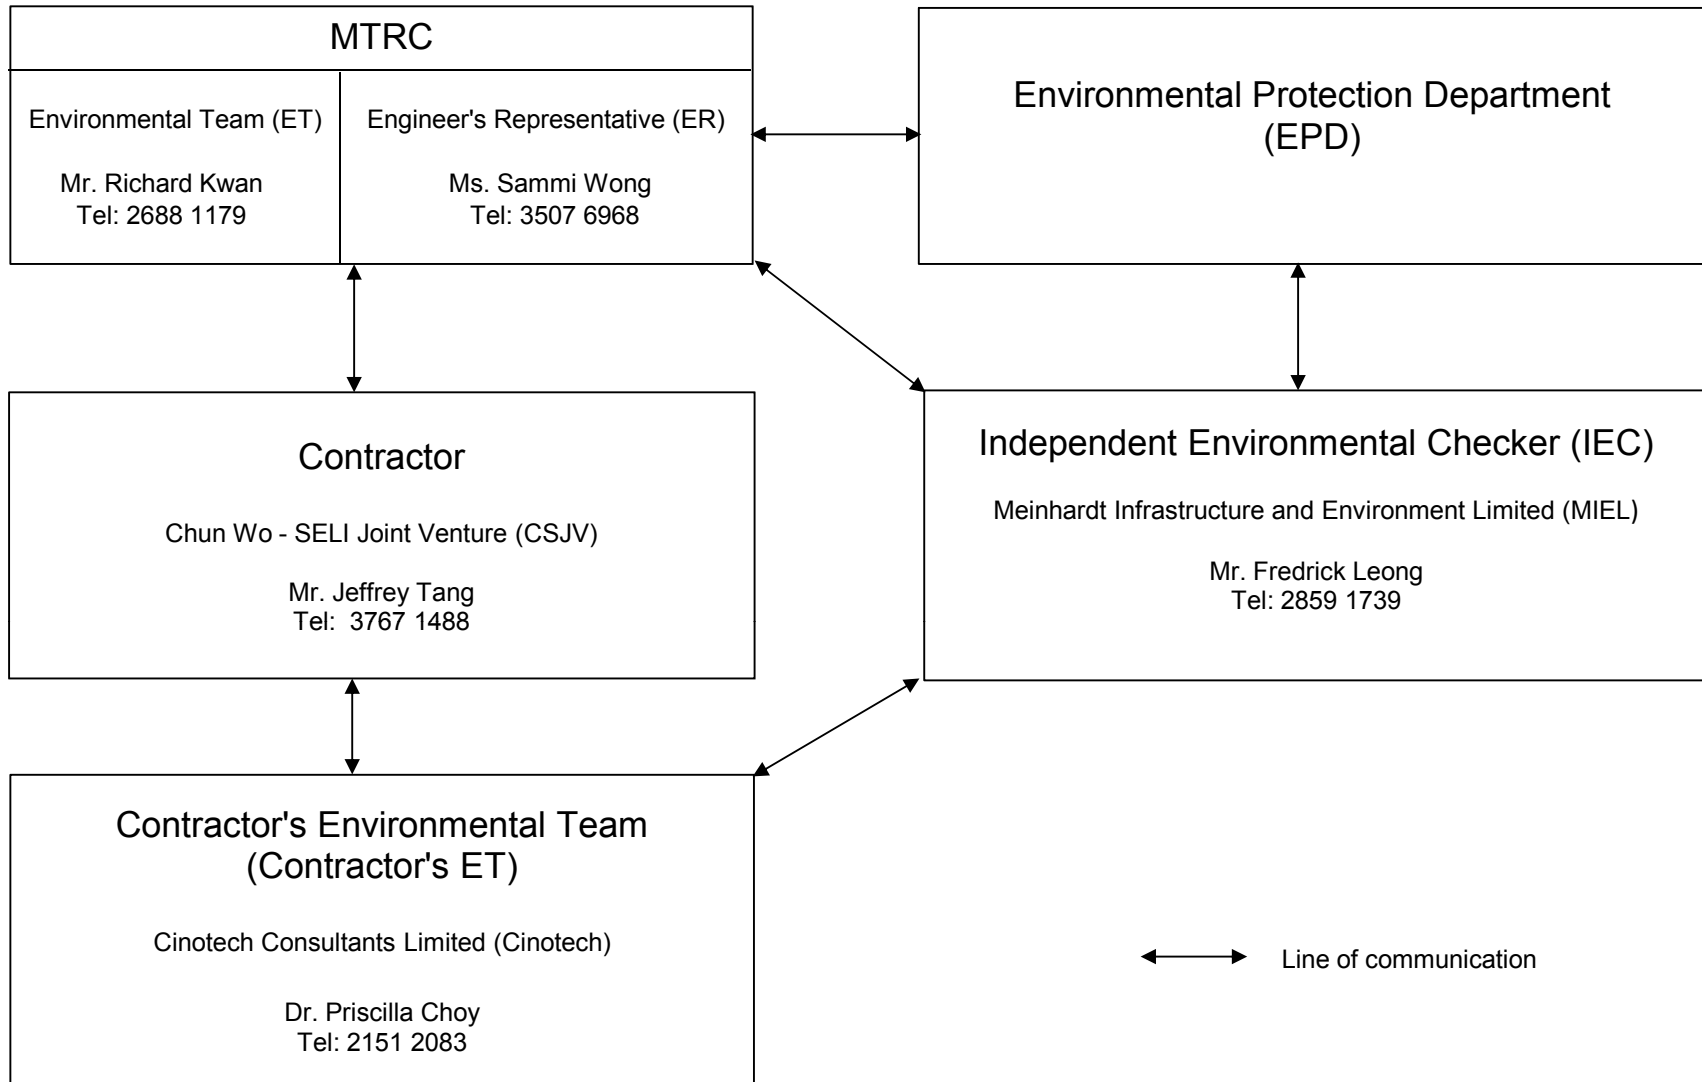 MTRC
Environmental Team (ET)
Mr. Richard Kwan
Tel: 2688 1179
Engineer's Representative (ER)
Ms. Sammi Wong
Tel: 3507 6968
Environmental Protection Department
(EPD)
Contractor
Chun Wo - SELI Joint Venture (CSJV)
Mr. Jeffrey Tang
Tel:  3767 1488
Independent Environmental Checker (IEC)
Meinhardt Infrastructure and Environment Limited (MIEL)
Mr. Fredrick Leong
Tel: 2859 1739
Contractor's Environmental Team
(Contractor's ET)
Cinotech Consultants Limited (Cinotech)
Dr. Priscilla Choy
Tel: 2151 2083
Line of communication